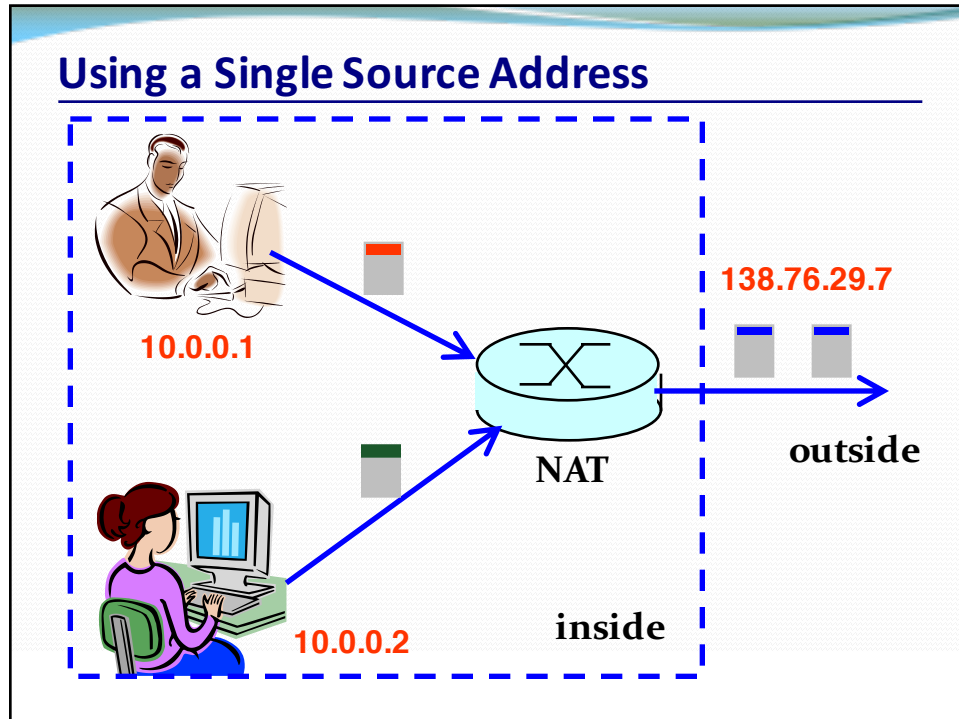 Using a Single Source Address
138.76.29.7
10.0.0.1
NAT
outside
10.0.0.2
inside